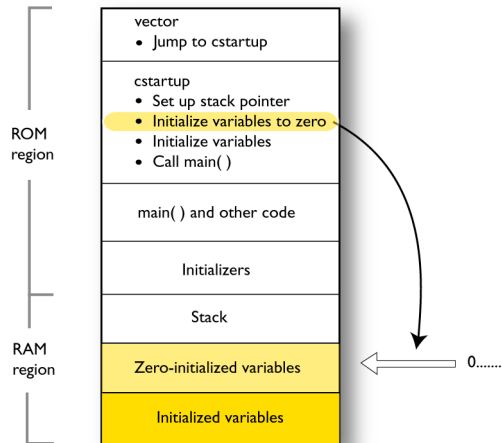 vector
• Jump to cstartup
cstartup
• Set up stack pointer
• Initialize variables to zero
• Initialize variables
• Call main( )
ROM
region
main( ) and other code
Initializers
Stack
RAM
region
Zero-initialized variables
0.......
Initialized variables